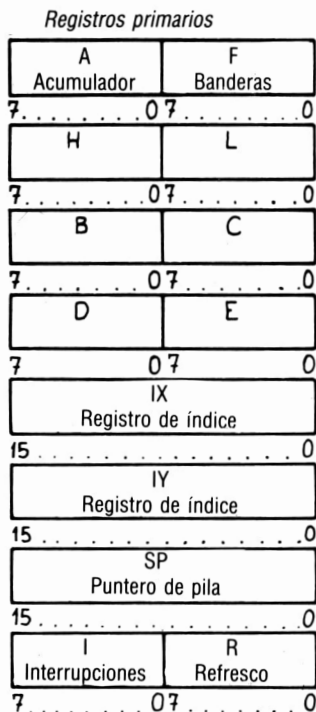 Registros primarios
A F
Acumulador Banderas
7.........0 7.........0
H L
7.........0 7.........0
B C
7.........0 7.........0
D E
7 0 7 0
IX
Registro de índice
15...............0
IY
Registro de índice
15...............0
SP
Puntero de pila
15...............0
I R
Interrupciones Refresco
7.........0 7.........0